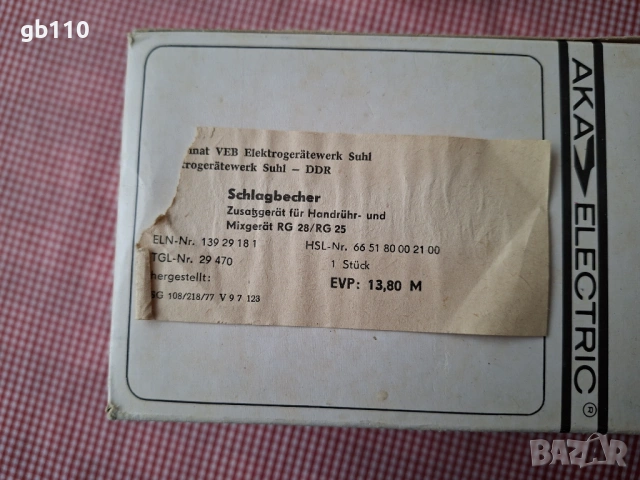 gb110
AKA ELECTRIC ®
VEB Elektrogerätewerk Suhl
Suhl – DDR
Schlagbecher
Zusatzgerät für Handrühr- und
Mixgerät RG 28/RG 25
ELN-Nr. 139 29 18 1 HSL-Nr. 66 51 80 00 21 00
TGL-Nr. 29 470 1 Stück
hergestellt: EVP: 13,80 M
108/218/77 V 9 7 123
BAZAR